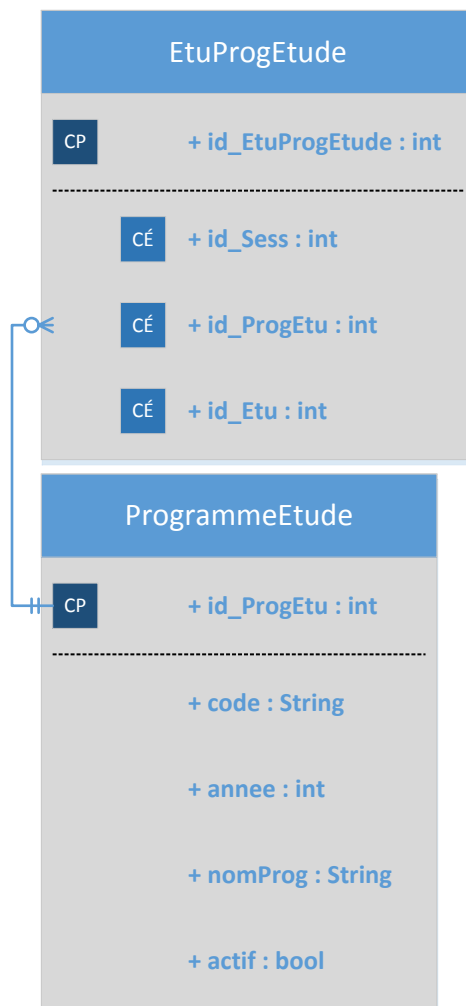 EtuProgEtude
CP + id_EtuProgEtude : int
CÉ + id_Sess : int
CÉ + id_ProgEtu : int
CÉ + id_Etu : int
ProgrammeEtude
CP + id_ProgEtu : int
+ code : String
+ annee : int
+ nomProg : String
+ actif : bool